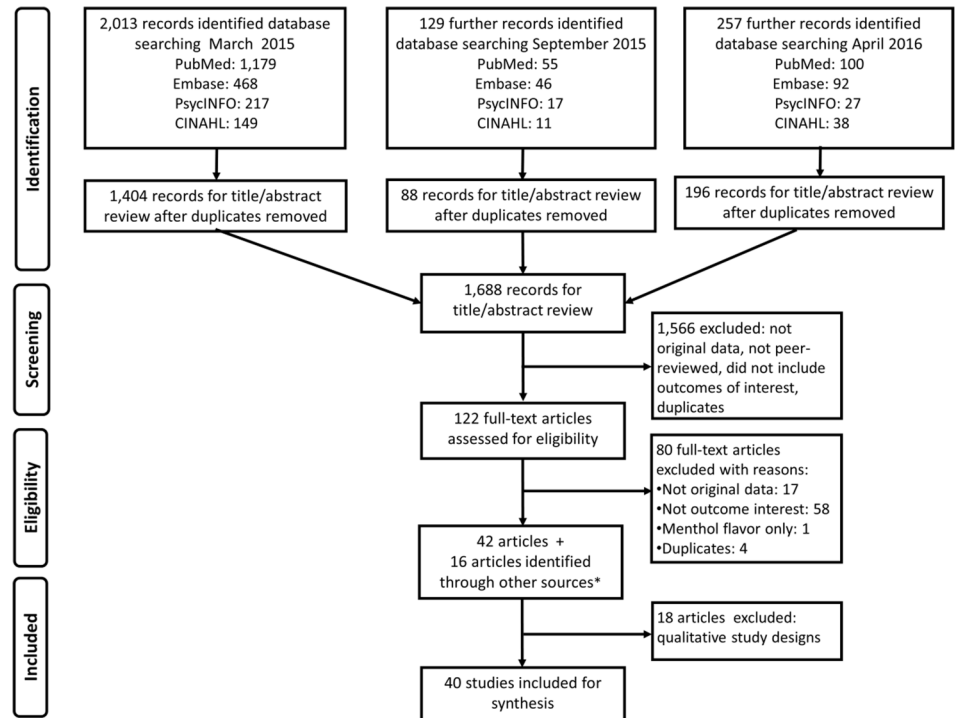 Identification
2,013 records identified database
searching March 2015
PubMed: 1,179
Embase: 468
PsycINFO: 217
CINAHL: 149
129 further records identified
database searching September 2015
PubMed: 55
Embase: 46
PsycINFO: 17
CINAHL: 11
257 further records identified
database searching April 2016
PubMed: 100
Embase: 92
PsycINFO: 27
CINAHL: 38
1,404 records for title/abstract
review after duplicates removed
88 records for title/abstract review
after duplicates removed
196 records for title/abstract review
after duplicates removed
Screening
1,688 records for
title/abstract review
1,566 excluded: not
original data, not peer-
reviewed, did not include
outcomes of interest,
duplicates
122 full-text articles
assessed for eligibility
Eligibility
80 full-text articles
excluded with reasons:
•Not original data: 17
•Not outcome interest: 58
•Menthol flavor only: 1
•Duplicates: 4
42 articles +
16 articles identified
through other sources*
Included
18 articles excluded:
qualitative study designs
40 studies included for
synthesis